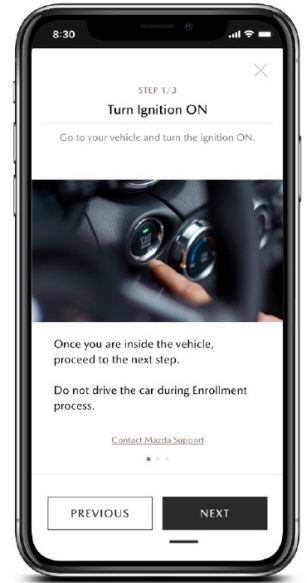 8:30
STEP 1/3
Turn Ignition ON
Go to your vehicle and turn the ignition ON.
Once you are inside the vehicle,
proceed to the next step.
Do not drive the car during Enrollment
process.
Contact Mazda Support
PREVIOUS
NEXT